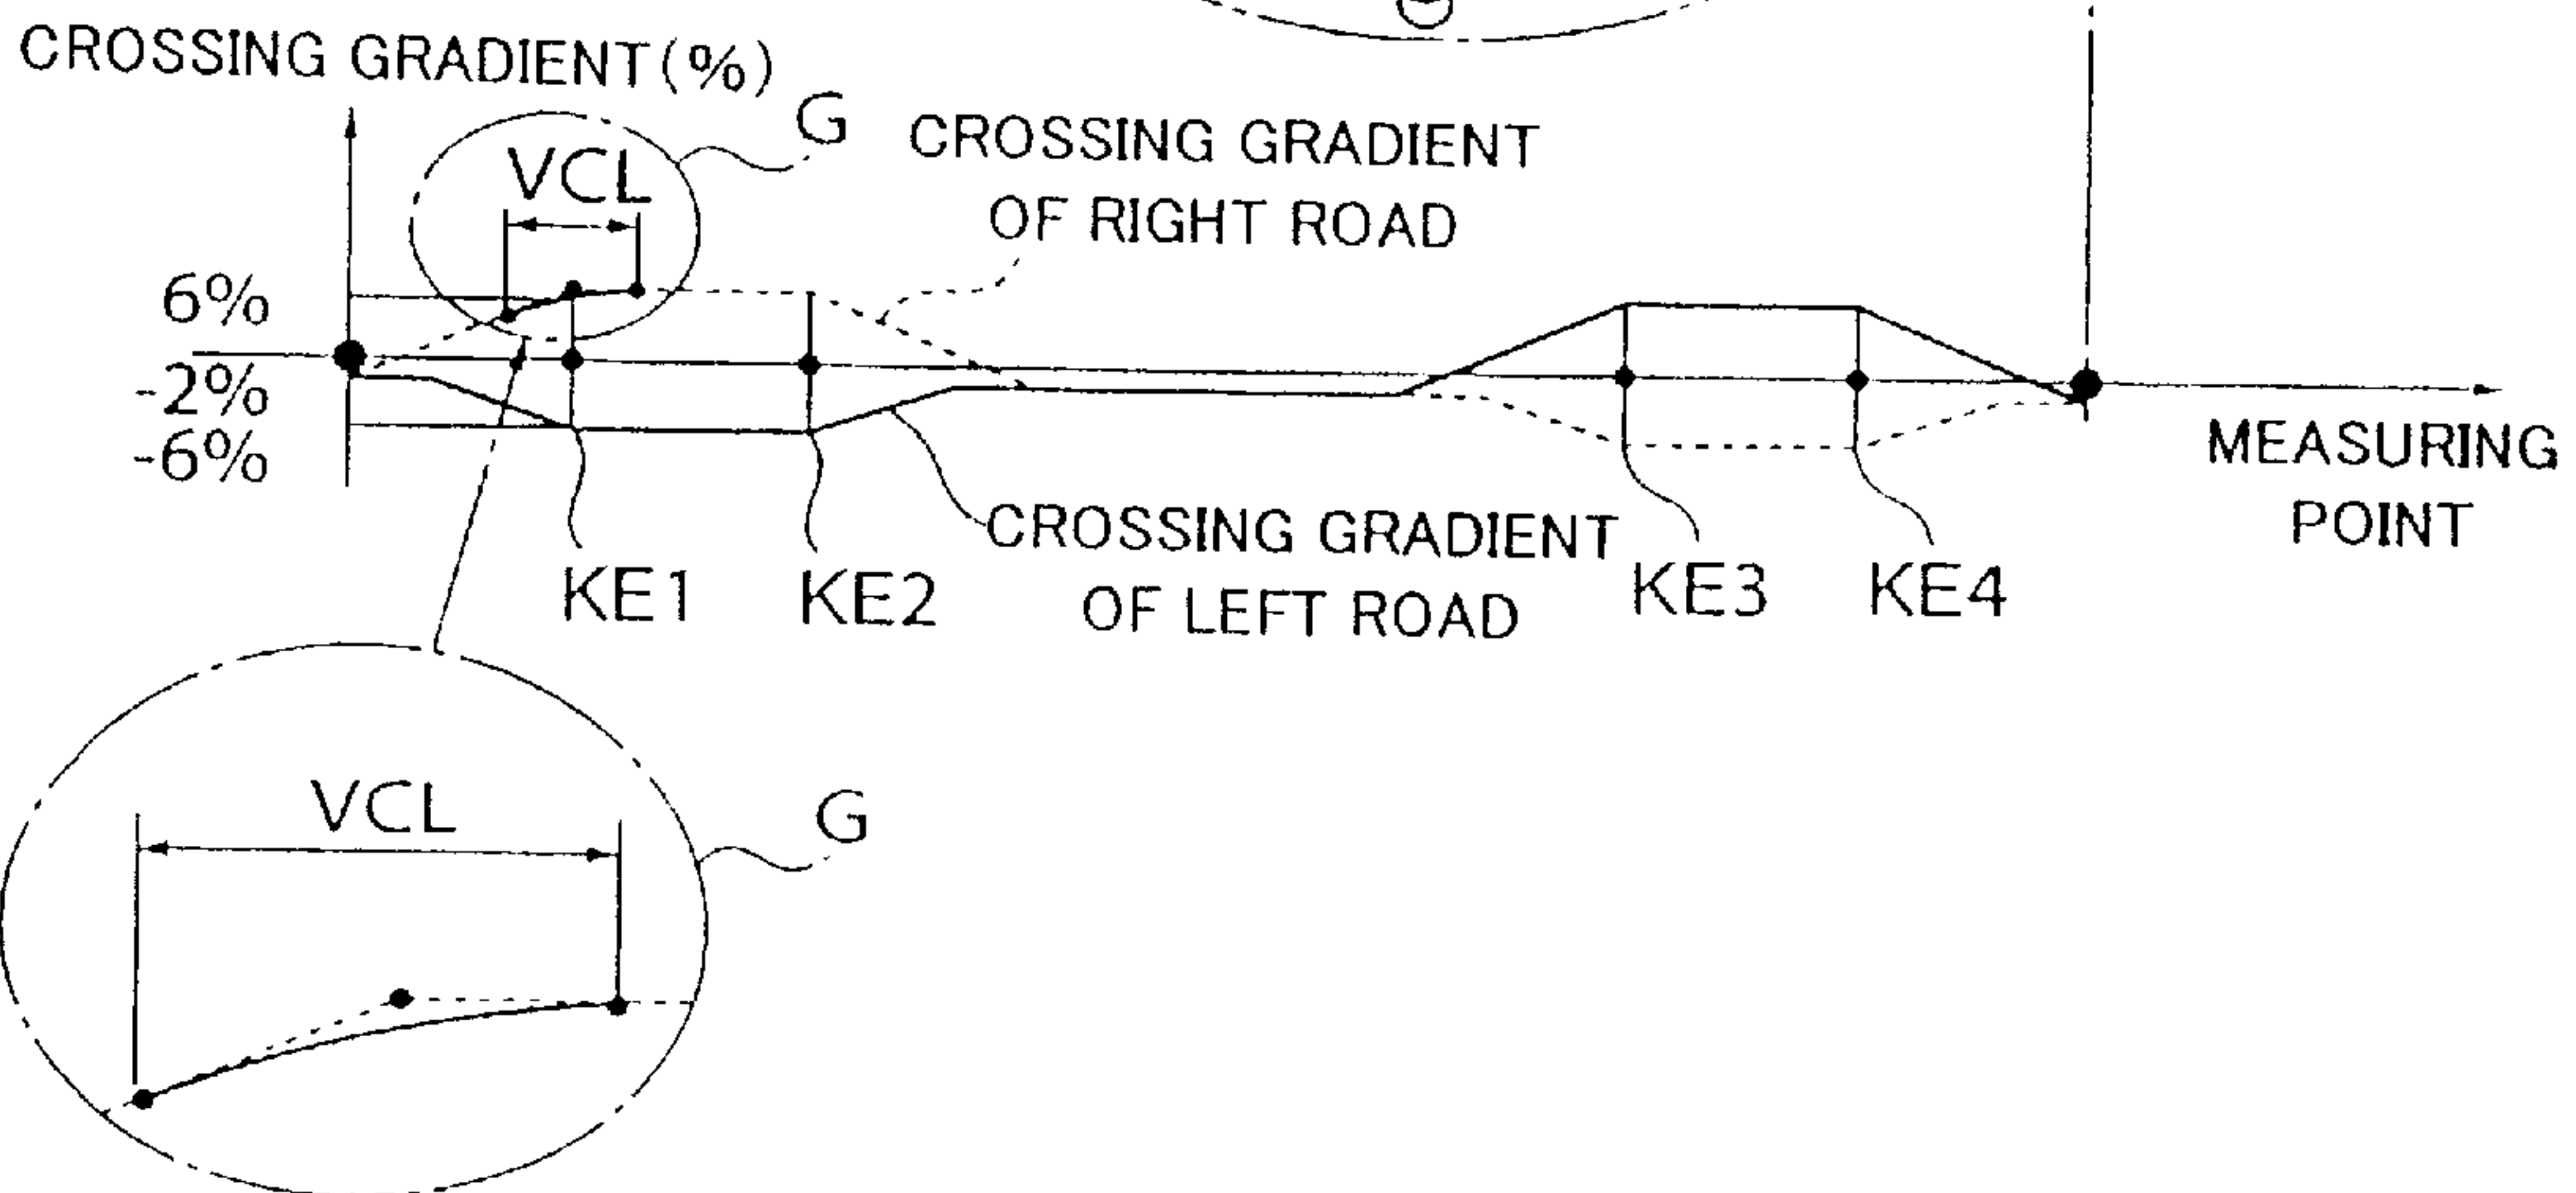 CROSSING GRADIENT(%)
G
CROSSING GRADIENT
OF RIGHT ROAD
VCL
6%
-2%
-6%
MEASURING
POINT
CROSSING GRADIENT
OF LEFT ROAD
KE1
KE2
KE3
KE4
VCL
G